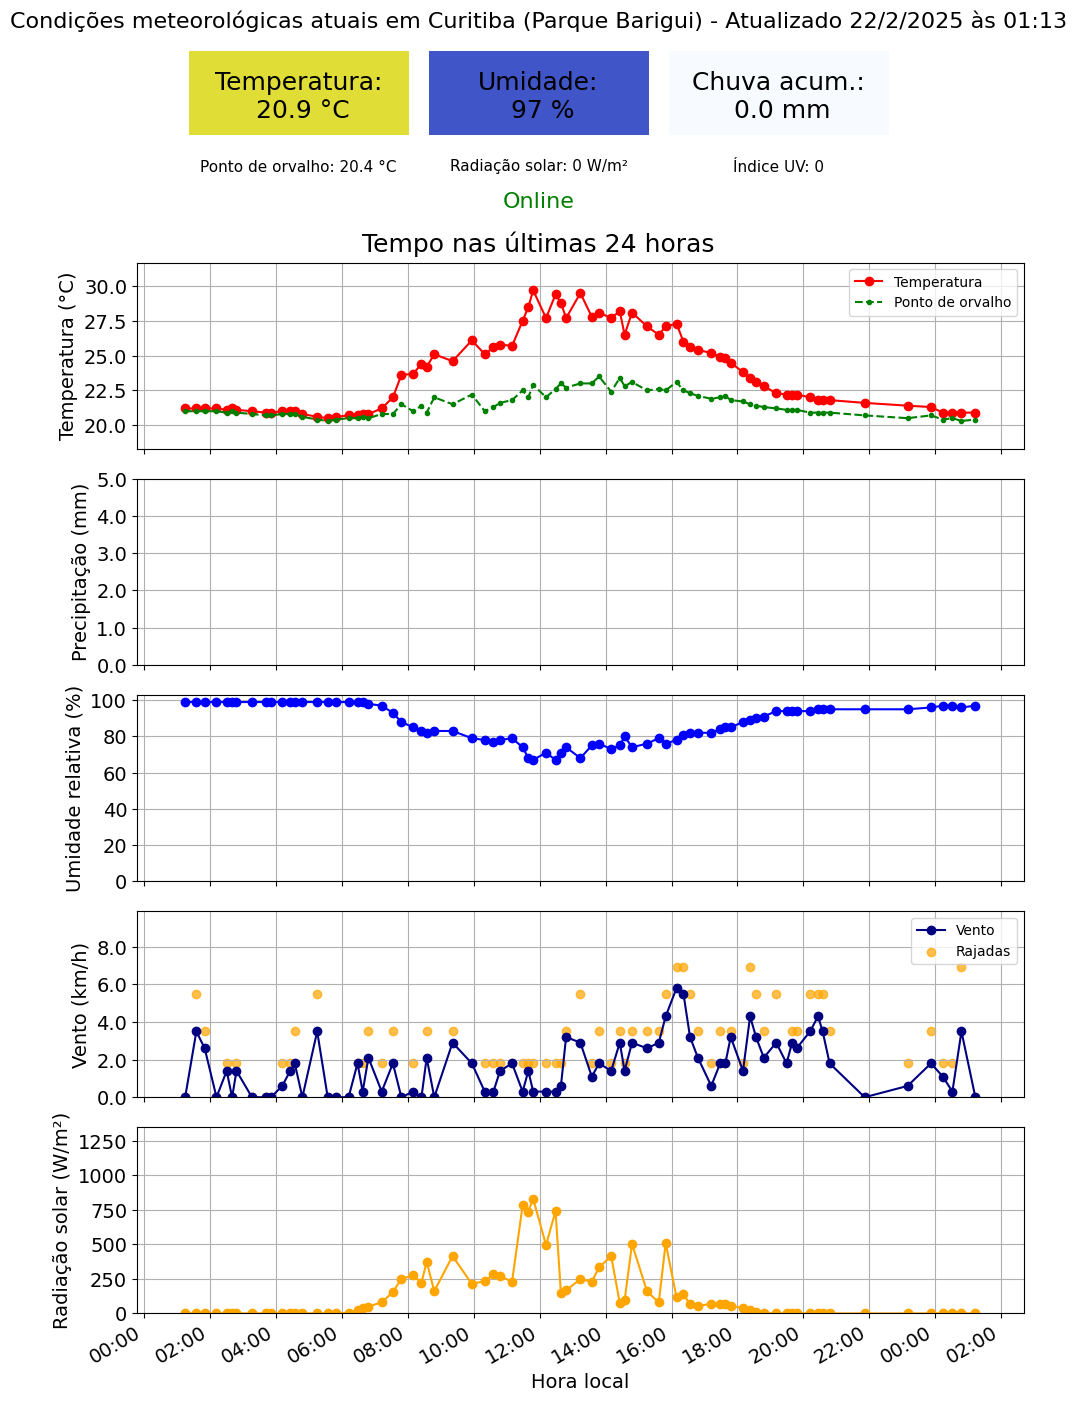 Condições meteorológicas atuais em Curitiba (Parque Barigui) - Atualizado 22/2/2025 às 01:13
Temperatura:
20.9 °C
Umidade:
97 %
Chuva acum.:
0.0 mm
Ponto de orvalho: 20.4 °C
Radiação solar: 0 W/m²
Índice UV: 0
Online
Tempo nas últimas 24 horas
Temperatura (°C)
30.0
27.5
25.0
22.5
20.0
Temperatura
Ponto de orvalho
Precipitação (mm)
5.0
4.0
3.0
2.0
1.0
0.0
Umidade relativa (%)
100
80
60
40
20
0
Vento (km/h)
8.0
6.0
4.0
2.0
0.0
Vento
Rajadas
Radiação solar (W/m²)
1250
1000
750
500
250
0
00:00
02:00
04:00
06:00
08:00
10:00
12:00
14:00
16:00
18:00
20:00
22:00
00:00
02:00
Hora local